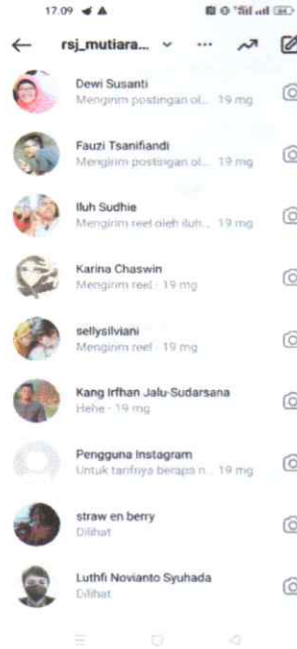 17.09
rsj_mutiara...
Dewi Susanti
Mengirim postingan ol... 19 mg
Fauzi Tsanifiandi
Mengirim postingan ol... 19 mg
Iluh Sudhie
Mengirim reel oleh iluh... 19 mg
Karina Chaswin
Mengirim reel · 19 mg
sellysilviani
Mengirim reel · 19 mg
Kang Irfhan Jalu-Sudarsana
Hehe · 19 mg
Pengguna Instagram
Untuk tarifnya berapa n... 19 mg
straw en berry
Dilihat
Luthfi Novianto Syuhada
Dilihat